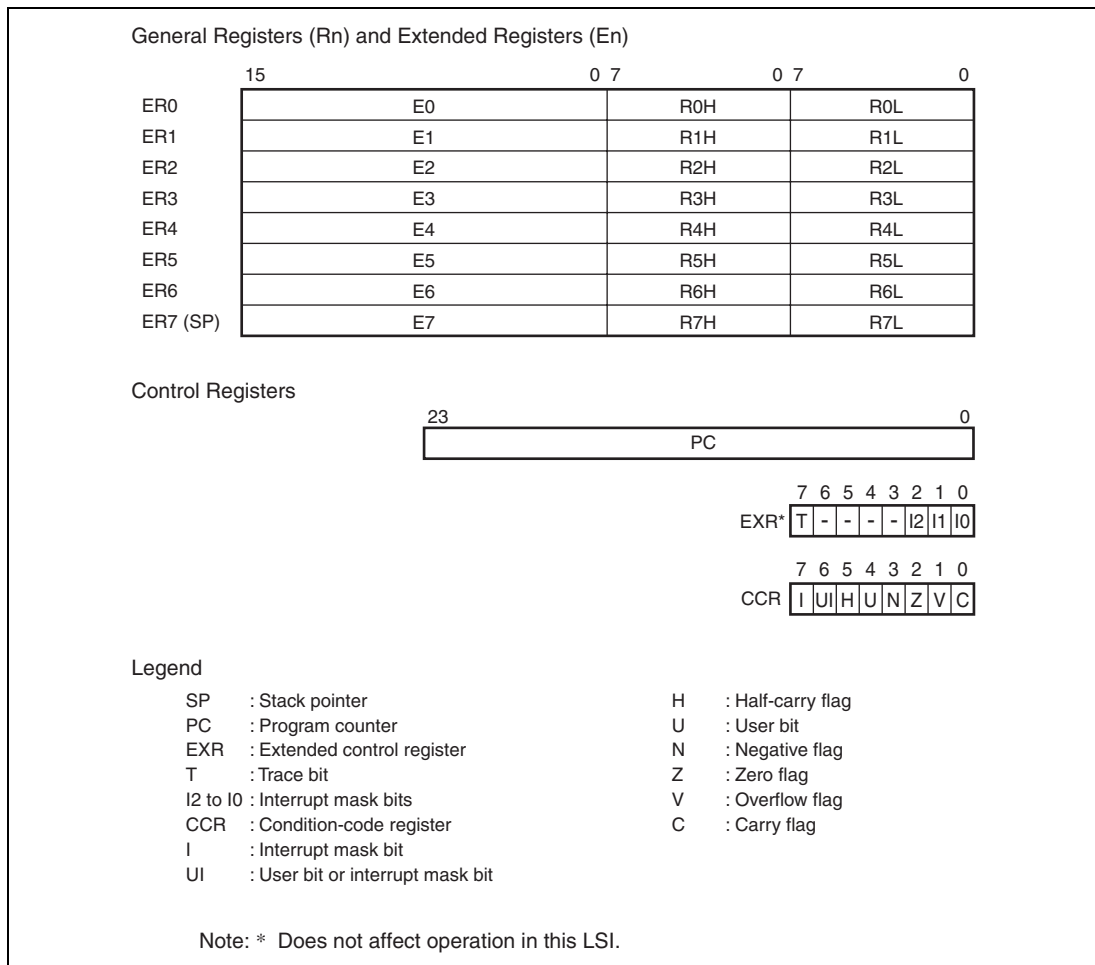 General Registers (Rn) and Extended Registers (En)
15 0 7 0 7 0
ER0 E0 R0H R0L
ER1 E1 R1H R1L
ER2 E2 R2H R2L
ER3 E3 R3H R3L
ER4 E4 R4H R4L
ER5 E5 R5H R5L
ER6 E6 R6H R6L
ER7 (SP) E7 R7H R7L
Control Registers
23 0
PC
7 6 5 4 3 2 1 0
EXR* T - - - - I2 I1 I0
7 6 5 4 3 2 1 0
CCR I UI H U N Z V C
Legend
SP : Stack pointer
PC : Program counter
EXR : Extended control register
T : Trace bit
I2 to I0 : Interrupt mask bits
CCR : Condition-code register
I : Interrupt mask bit
UI : User bit or interrupt mask bit
H : Half-carry flag
U : User bit
N : Negative flag
Z : Zero flag
V : Overflow flag
C : Carry flag
Note: * Does not affect operation in this LSI.